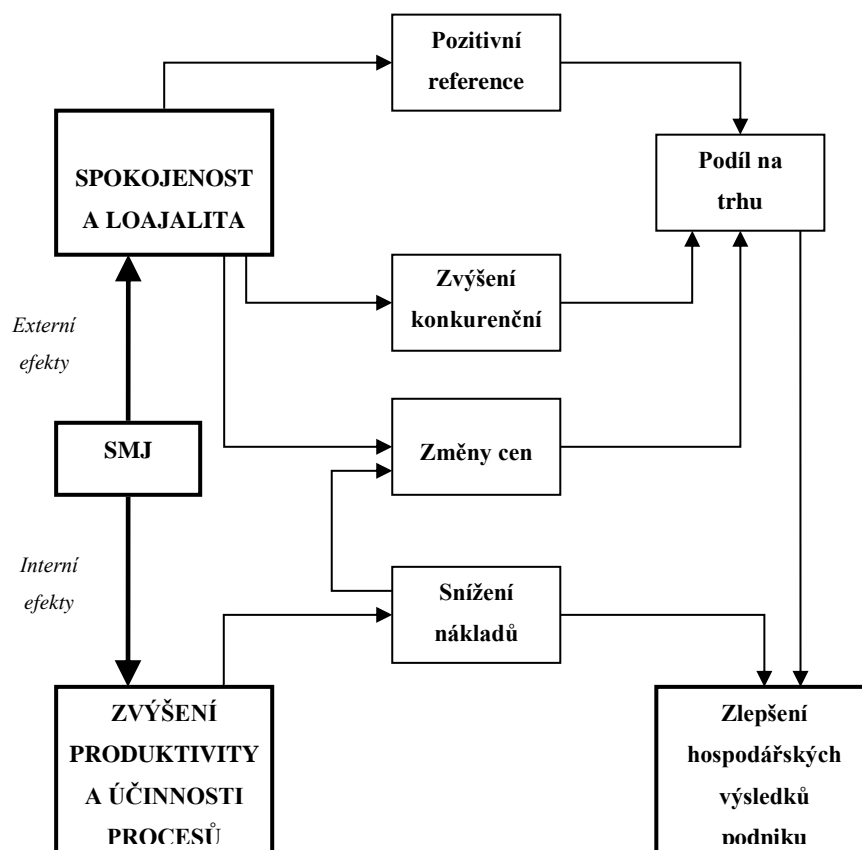 Pozitivní
reference
SPOKOJENOST
A LOAJALITA
Podíl na
trhu
Zvýšení
konkurenční
Externí
efekty
SMJ
Změny cen
Interní
efekty
Snížení
nákladů
ZVÝŠENÍ
PRODUKTIVITY
A ÚČINNOSTI
PROCESŮ
Zlepšení
hospodářských
výsledků
podniku